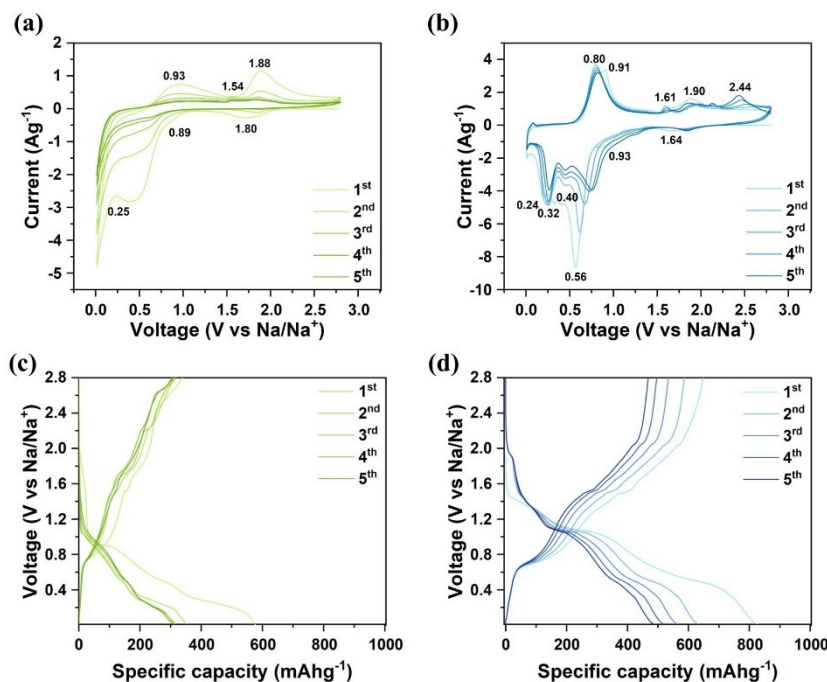 (a)
Current (Ag⁻¹)
2
1
0
-1
-2
-3
-4
-5
0.93
1.54
1.88
0.89
1.80
0.25
1st
2nd
3rd
4th
5th
0.0 0.5 1.0 1.5 2.0 2.5 3.0
Voltage (V vs Na/Na⁺)
(b)
Current (Ag⁻¹)
4
2
0
-2
-4
-6
-8
-10
0.80
0.91
1.61
1.90
2.44
1.64
0.93
0.24
0.32
0.40
0.56
1st
2nd
3rd
4th
5th
0.0 0.5 1.0 1.5 2.0 2.5 3.0
Voltage (V vs Na/Na⁺)
(c)
Voltage (V vs Na/Na⁺)
2.8
2.4
2.0
1.6
1.2
0.8
0.4
1st
2nd
3rd
4th
5th
0 200 400 600 800 1000
Specific capacity (mAhg⁻¹)
(d)
Voltage (V vs Na/Na⁺)
2.8
2.4
2.0
1.6
1.2
0.8
0.4
1st
2nd
3rd
4th
5th
0 200 400 600 800 1000
Specific capacity (mAhg⁻¹)